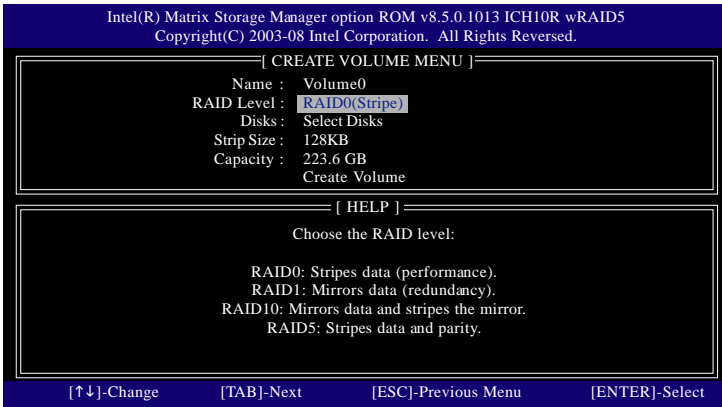 Intel(R) Matrix Storage Manager option ROM v8.5.0.1013 ICH10R wRAID5
Copyright(C) 2003-08 Intel Corporation. All Rights Reversed.
[ CREATE VOLUME MENU ]
Name : Volume0
RAID Level : RAID0(Stripe)
Disks : Select Disks
Strip Size : 128KB
Capacity : 223.6 GB
Create Volume
[ HELP ]
Choose the RAID level:
RAID0: Stripes data (performance).
RAID1: Mirrors data (redundancy).
RAID10: Mirrors data and stripes the mirror.
RAID5: Stripes data and parity.
[↑↓]-Change [TAB]-Next [ESC]-Previous Menu [ENTER]-Select